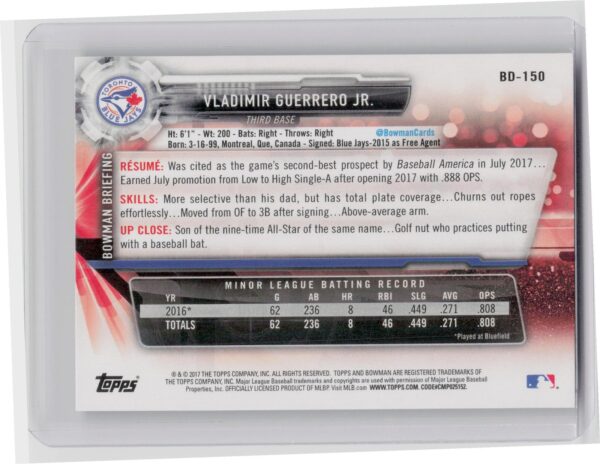 BD-150
TORONTO
BLUE JAYS
VLADIMIR GUERRERO JR.
THIRD BASE
Ht: 6'1" - Wt: 200 - Bats: Right - Throws: Right @BowmanCards
Born: 3-16-99, Montreal, Que, Canada - Signed: Blue Jays-2015 as Free Agent
BOWMAN BRIEFING
RÉSUMÉ: Was cited as the game's second-best prospect by Baseball America in July 2017...
Earned July promotion from Low to High Single-A after opening 2017 with .888 OPS.
SKILLS: More selective than his dad, but has total plate coverage...Churns out ropes
effortlessly...Moved from OF to 3B after signing...Above-average arm.
UP CLOSE: Son of the nine-time All-Star of the same name...Golf nut who practices putting
with a baseball bat.
MINOR LEAGUE BATTING RECORD
YR G AB HR RBI SLG AVG OPS
2016* 62 236 8 46 .449 .271 .808
TOTALS 62 236 8 46 .449 .271 .808
*Played at Bluefield
Topps
® & © 2017 THE TOPPS COMPANY, INC. ALL RIGHTS RESERVED. TOPPS AND BOWMAN ARE REGISTERED TRADEMARKS OF
THE TOPPS COMPANY, INC. Major League Baseball trademarks and copyrights are used with permission of Major League Baseball
Properties, Inc. OFFICIALLY LICENSED PRODUCT OF MLBP. Visit MLB.com WWW.TOPPS.COM. CODE#CMP025152.